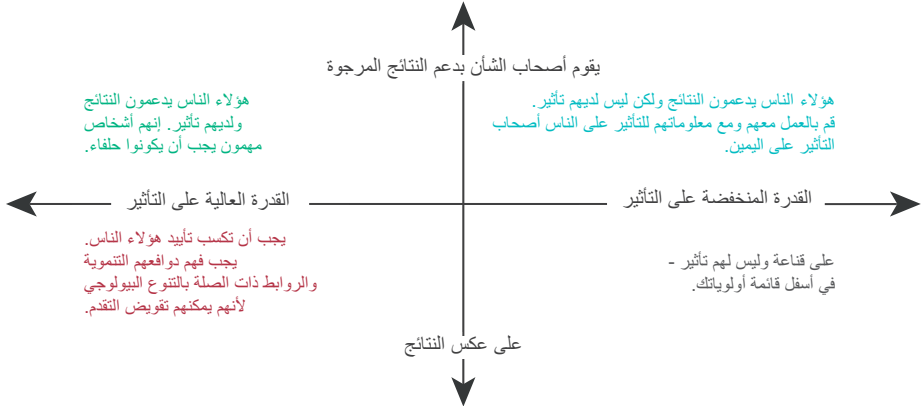 يقوم أصحاب الشأن بدعم النتائج المرجوة
هؤلاء الناس يدعمون النتائج ولكن ليس لديهم تأثير.
قم بالعمل معهم ومع معلوماتهم للتأثير على الناس أصحاب
التأثير على اليمين.
هؤلاء الناس يدعمون النتائج
ولديهم تأثير. إنهم أشخاص
مهمون يجب أن يكونوا حلفاء.
القدرة المنخفضة على التأثير
القدرة العالية على التأثير
على قناعة وليس لهم تأثير -
في أسفل قائمة أولوياتك.
يجب أن تكسب تأييد هؤلاء الناس.
يجب فهم دوافعهم التنموية
والروابط ذات الصلة بالتنوع البيولوجي
لأنهم يمكنهم تقويض التقدم.
على عكس النتائج